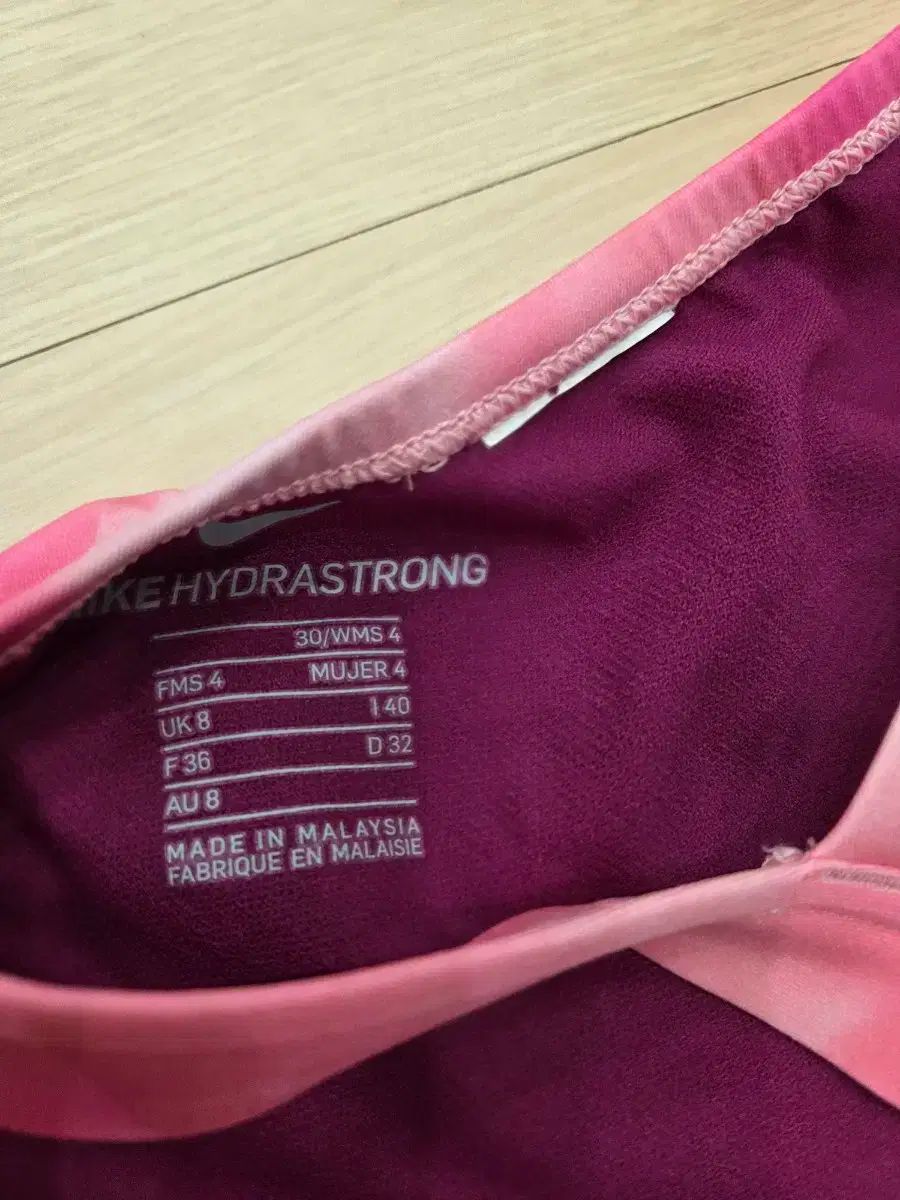 NIKE HYDRASTRONG
30/WMS 4
FMS 4 MUJER 4
UK 8 I 40
F 36 D 32
AU 8
MADE IN MALAYSIA
FABRIQUE EN MALAISIE